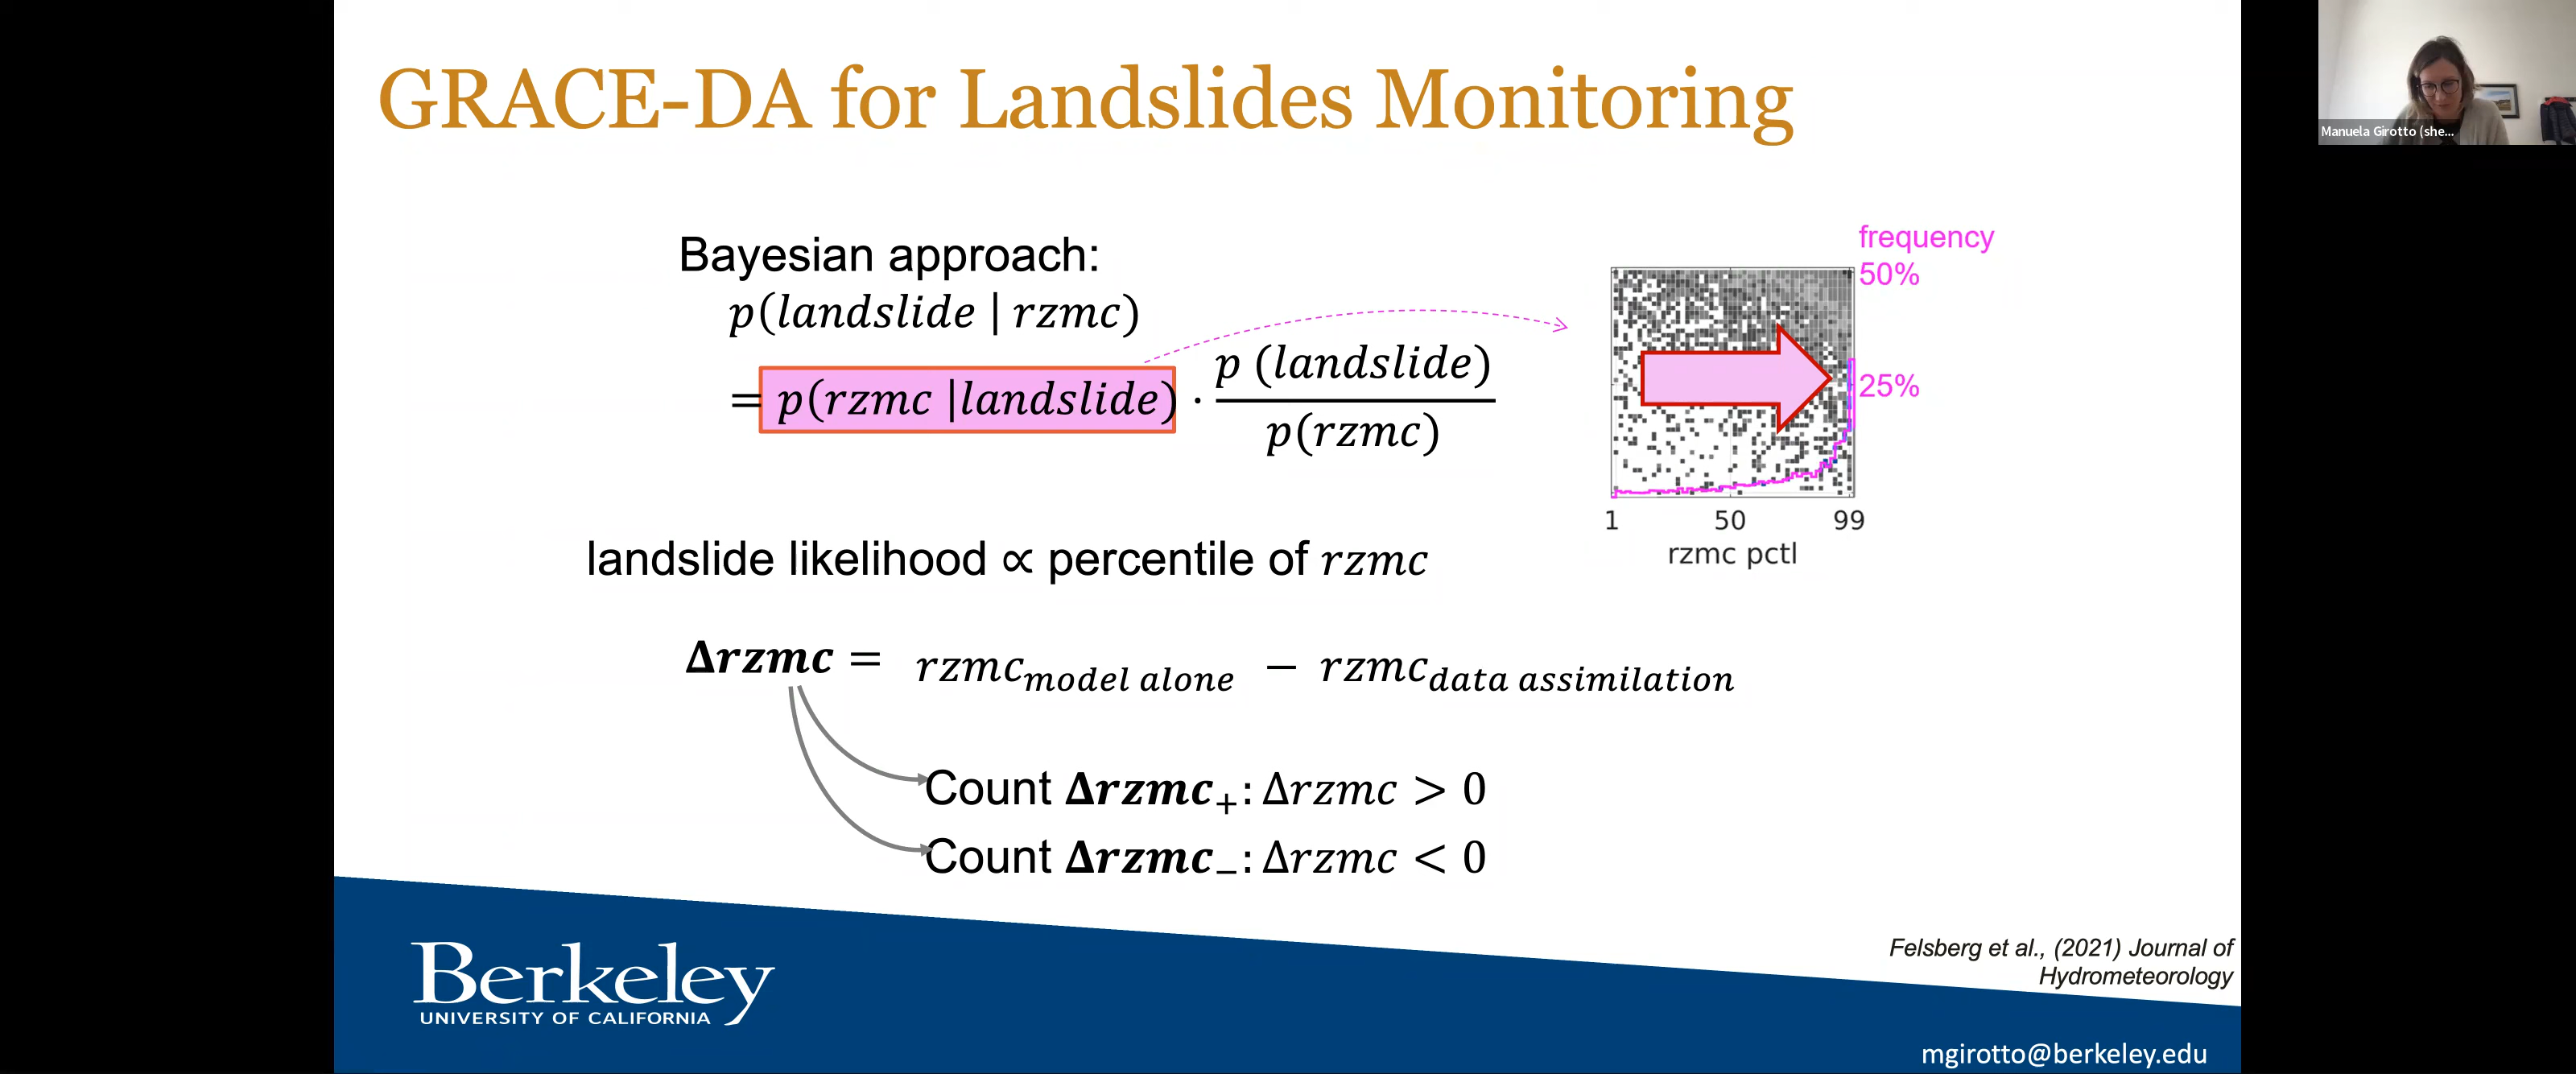 GRACE-DA for Landslides Monitoring
Manuela Girotto (she...
Bayesian approach:
p(landslide | rzmc)
= p(rzmc |landslide) · p (landslide) / p(rzmc)
frequency
50%
25%
1 50 99
rzmc pctl
landslide likelihood ∝ percentile of rzmc
Δrzmc = rzmc_model alone − rzmc_data assimilation
Count Δrzmc₊: Δrzmc > 0
Count Δrzmc₋: Δrzmc < 0
Felsberg et al., (2021) Journal of
Hydrometeorology
Berkeley
UNIVERSITY OF CALIFORNIA
mgirotto@berkeley.edu